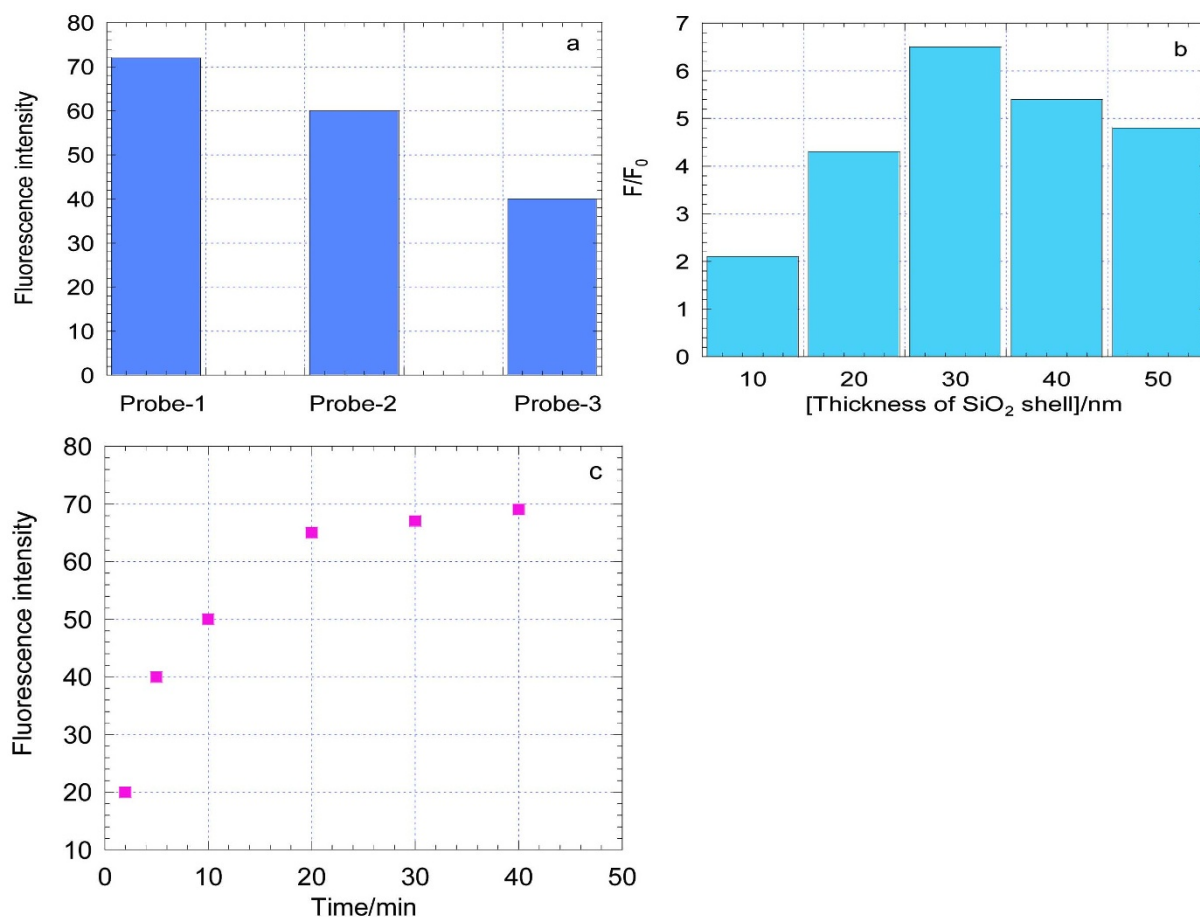 a
Fluorescence intensity
80
70
60
50
40
30
20
10
0
Probe-1 Probe-2 Probe-3
b
F/F₀
7
6
5
4
3
2
1
0
10 20 30 40 50
[Thickness of SiO₂ shell]/nm
c
Fluorescence intensity
80
70
60
50
40
30
20
10
0 10 20 30 40 50
Time/min